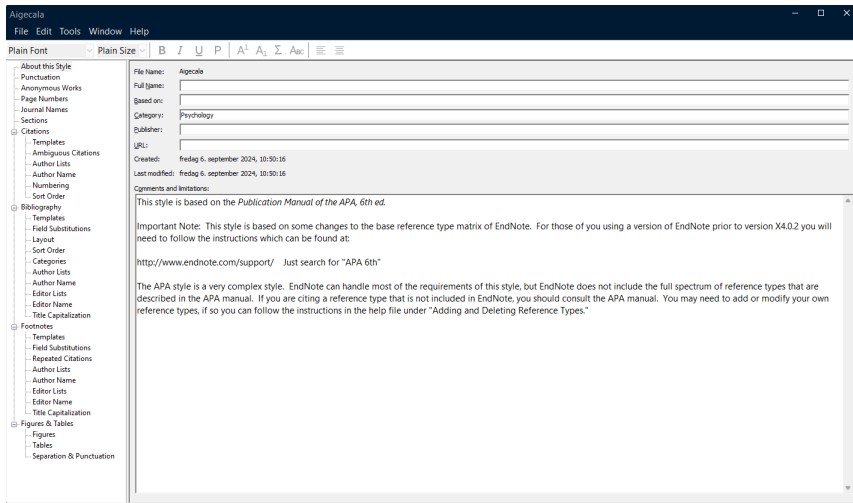 Aigecala
File Edit Tools Window Help
Plain Font Plain Size B I U P A¹ A₁ Σ ABC
About this Style
Punctuation
Anonymous Works
Page Numbers
Journal Names
Sections
Citations
Templates
Ambiguous Citations
Author Lists
Author Name
Numbering
Sort Order
Bibliography
Templates
Field Substitutions
Layout
Sort Order
Categories
Author Lists
Author Name
Editor Lists
Editor Name
Title Capitalization
Footnotes
Templates
Field Substitutions
Repeated Citations
Author Lists
Author Name
Editor Lists
Editor Name
Title Capitalization
Figures & Tables
Figures
Tables
Separation & Punctuation
File Name: Aigecala
Full Name:
Based on:
Category: Psychology
Publisher:
URL:
Created: fredag 6. september 2024, 10:50:16
Last modified: fredag 6. september 2024, 10:50:16
Comments and limitations:
This style is based on the Publication Manual of the APA, 6th ed.
Important Note: This style is based on some changes to the base reference type matrix of EndNote. For those of you using a version of EndNote prior to version X4.0.2 you will
need to follow the instructions which can be found at:
http://www.endnote.com/support/ Just search for "APA 6th"
The APA style is a very complex style. EndNote can handle most of the requirements of this style, but EndNote does not include the full spectrum of reference types that are
described in the APA manual. If you are citing a reference type that is not included in EndNote, you should consult the APA manual. You may need to add or modify your own
reference types, if so you can follow the instructions in the help file under "Adding and Deleting Reference Types."